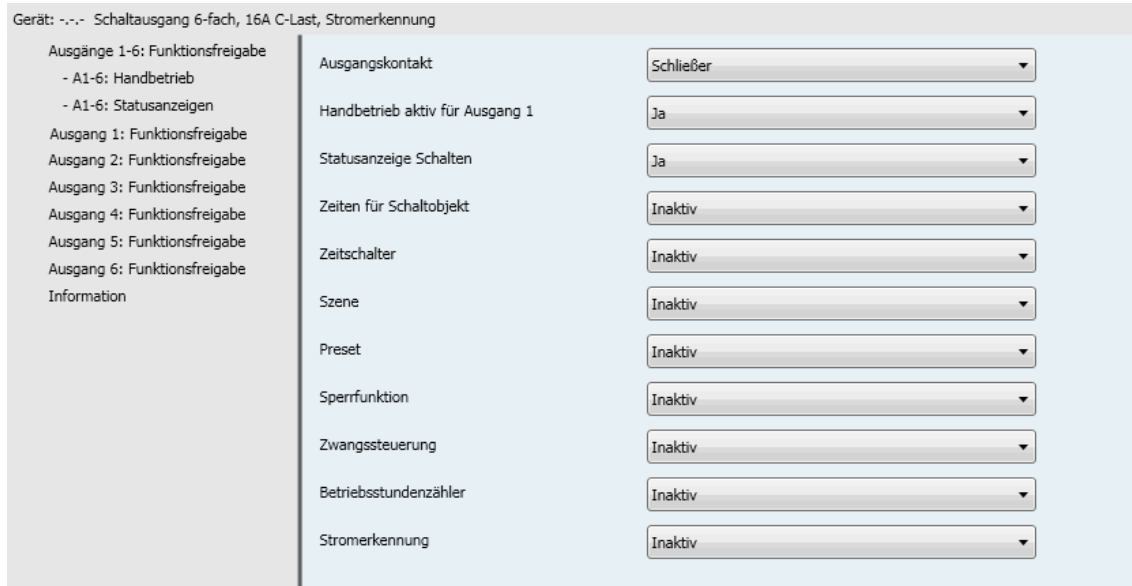 Gerät: -.-.- Schaltausgang 6-fach, 16A C-Last, Stromerkennung
Ausgänge 1-6: Funktionsfreigabe
- A1-6: Handbetrieb
- A1-6: Statusanzeigen
Ausgang 1: Funktionsfreigabe
Ausgang 2: Funktionsfreigabe
Ausgang 3: Funktionsfreigabe
Ausgang 4: Funktionsfreigabe
Ausgang 5: Funktionsfreigabe
Ausgang 6: Funktionsfreigabe
Information
Ausgangskontakt Schließer
Handbetrieb aktiv für Ausgang 1 Ja
Statusanzeige Schalten Ja
Zeiten für Schaltobjekt Inaktiv
Zeitschalter Inaktiv
Szene Inaktiv
Preset Inaktiv
Sperrfunktion Inaktiv
Zwangssteuerung Inaktiv
Betriebsstundenzähler Inaktiv
Stromerkennung Inaktiv